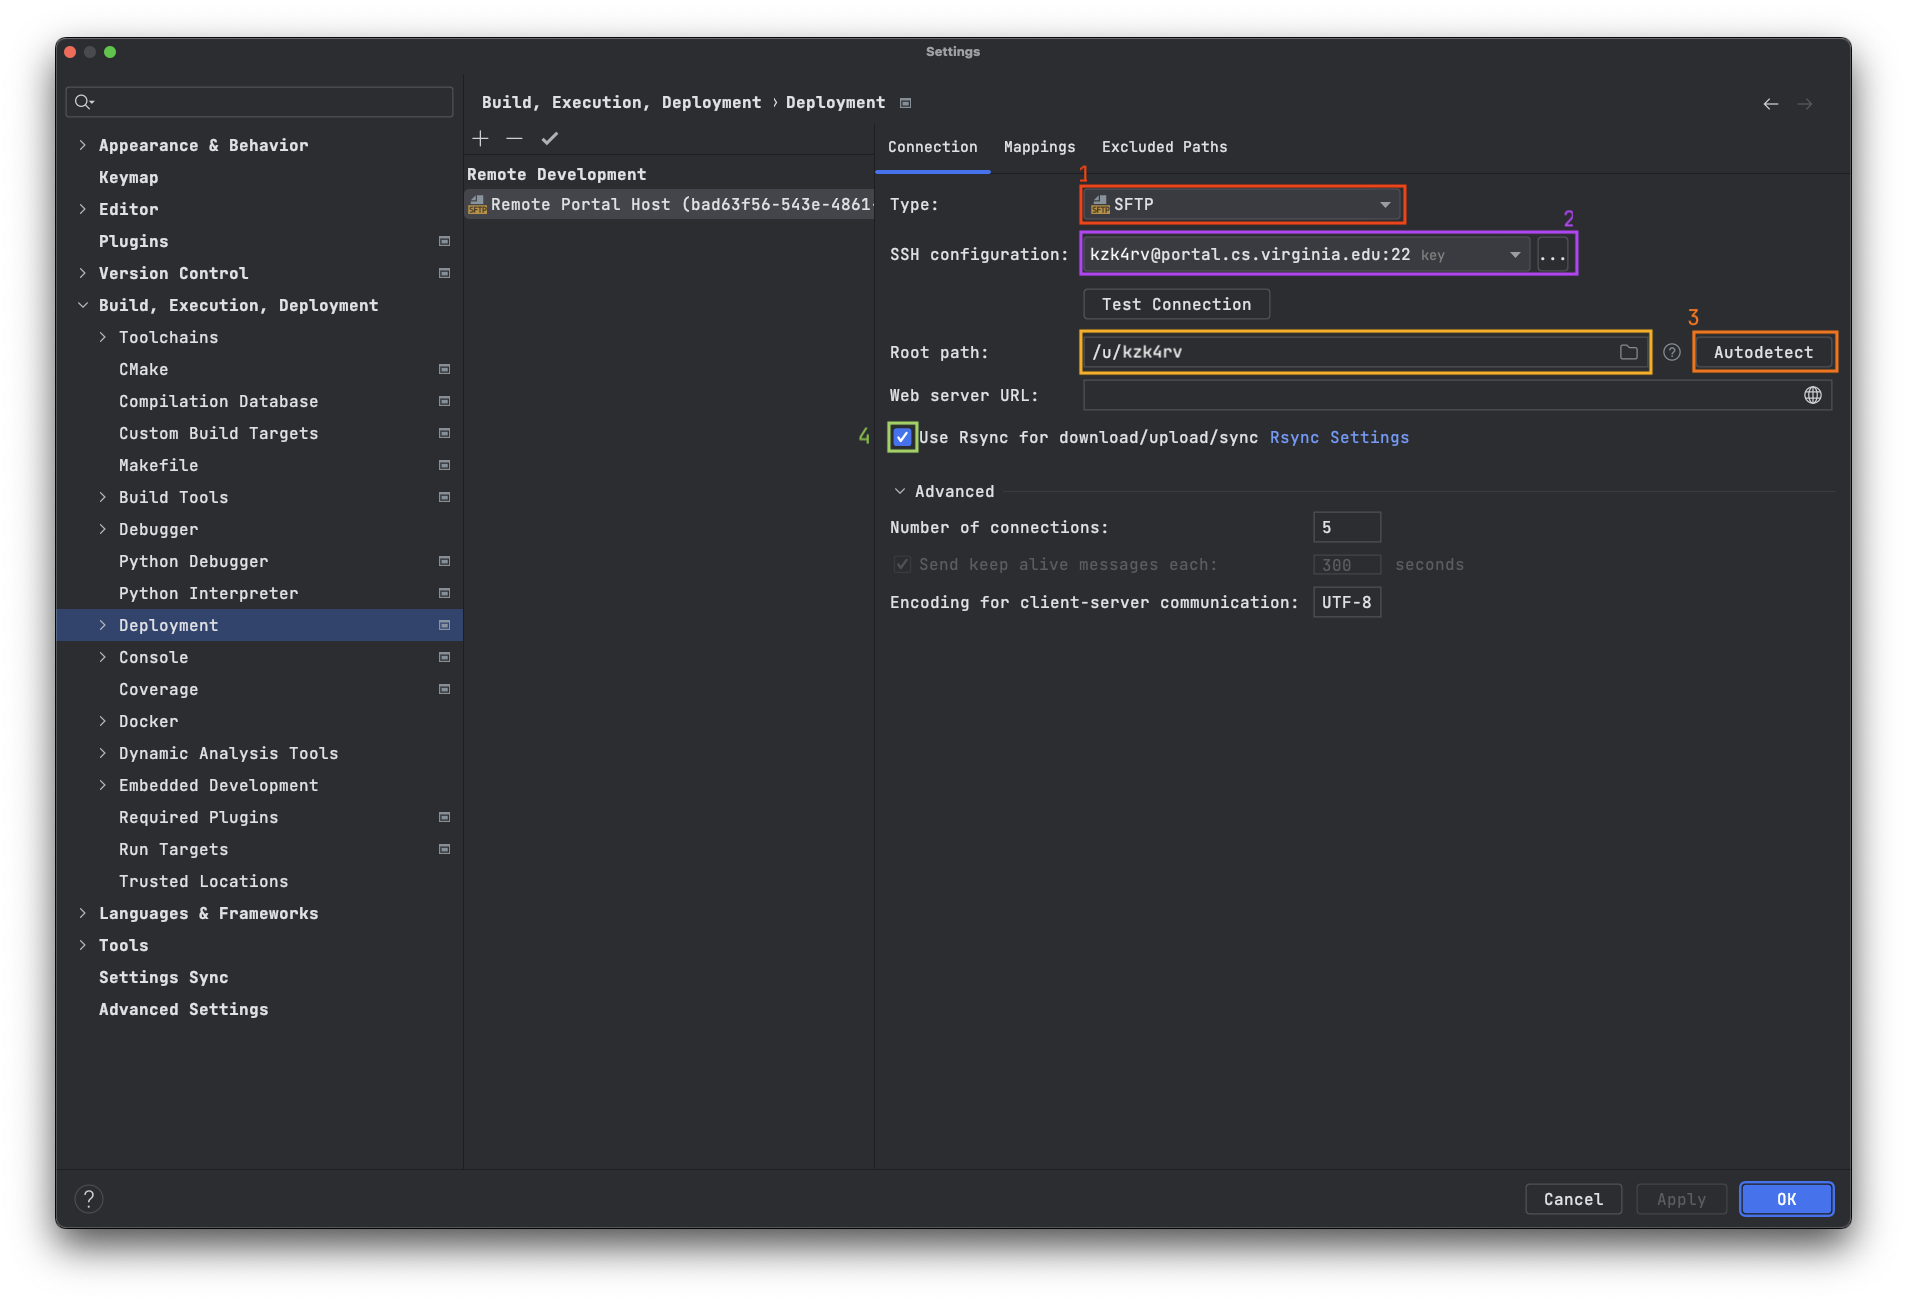 Settings
Build, Execution, Deployment › Deployment
Appearance & Behavior
Keymap
Editor
Plugins
Version Control
Build, Execution, Deployment
Toolchains
CMake
Compilation Database
Custom Build Targets
Makefile
Build Tools
Debugger
Python Debugger
Python Interpreter
Deployment
Console
Coverage
Docker
Dynamic Analysis Tools
Embedded Development
Required Plugins
Run Targets
Trusted Locations
Languages & Frameworks
Tools
Settings Sync
Advanced Settings
Remote Development
SFTP Remote Portal Host (bad63f56-543e-4861-
Connection Mappings Excluded Paths
1
Type: SFTP SFTP
2
SSH configuration: kzk4rv@portal.cs.virginia.edu:22 key ...
Test Connection
3
Root path: /u/kzk4rv ? Autodetect
Web server URL:
4 Use Rsync for download/upload/sync Rsync Settings
Advanced
Number of connections: 5
Send keep alive messages each: 300 seconds
Encoding for client-server communication: UTF-8
? Cancel Apply OK